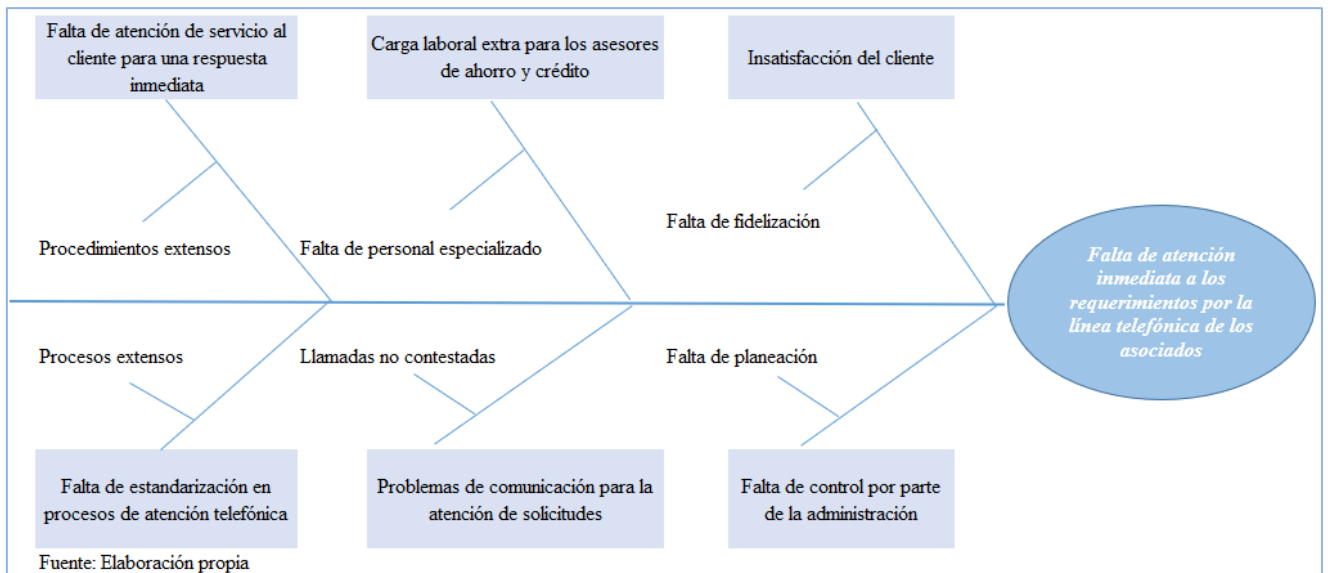 Falta de atención de servicio al
cliente para una respuesta
inmediata
Carga laboral extra para los asesores
de ahorro y crédito
Insatisfacción del cliente
Procedimientos extensos
Falta de personal especializado
Falta de fidelización
Falta de atención
inmediata a los
requerimientos por la
línea telefónica de los
asociados
Procesos extensos
Llamadas no contestadas
Falta de planeación
Falta de estandarización en
procesos de atención telefónica
Problemas de comunicación para la
atención de solicitudes
Falta de control por parte
de la administración
Fuente: Elaboración propia